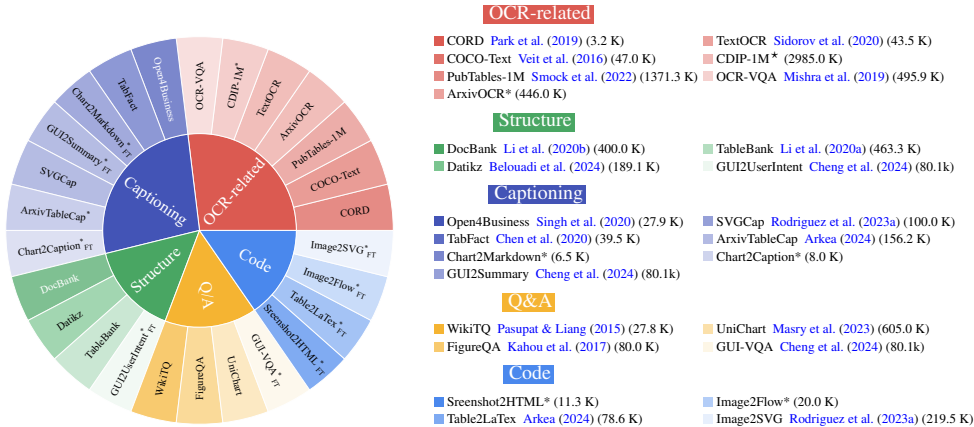 OCR-related
CORD Park et al. (2019) (3.2 K)
TextOCR Sidorov et al. (2020) (43.5 K)
COCO-Text Veit et al. (2016) (47.0 K)
CDIP-1M★ (2985.0 K)
PubTables-1M Smock et al. (2022) (1371.3 K)
OCR-VQA Mishra et al. (2019) (495.9 K)
ArxivOCR* (446.0 K)
Structure
DocBank Li et al. (2020b) (400.0 K)
TableBank Li et al. (2020a) (463.3 K)
Datikz Belouadi et al. (2024) (189.1 K)
GUI2UserIntent Cheng et al. (2024) (80.1k)
Captioning
Open4Business Singh et al. (2020) (27.9 K)
SVGCap Rodriguez et al. (2023a) (100.0 K)
TabFact Chen et al. (2020) (39.5 K)
ArxivTableCap Arkea (2024) (156.2 K)
Chart2Markdown* (6.5 K)
Chart2Caption* (8.0 K)
GUI2Summary Cheng et al. (2024) (80.1k)
Q&A
WikiTQ Pasupat & Liang (2015) (27.8 K)
UniChart Masry et al. (2023) (605.0 K)
FigureQA Kahou et al. (2017) (80.0 K)
GUI-VQA Cheng et al. (2024) (80.1k)
Code
Sreenshot2HTML* (11.3 K)
Image2Flow* (20.0 K)
Table2LaTex Arkea (2024) (78.6 K)
Image2SVG Rodriguez et al. (2023a) (219.5 K)
OCR-related
Captioning
Structure
Q/A
Code
OCR-VQA
CDIP-1M*
TextOCR
ArxivOCR
PubTables-1M
COCO-Text
CORD
Image2SVG*FT
Image2Flow*FT
Table2LaTex*FT
Sreenshot2HTML*FT
GUI-VQA*FT
UniChart
FigureQA
WikiTQ
GUI2UserIntent*FT
TableBank
Datikz
DocBank
Chart2Caption*FT
ArxivTableCap*
SVGCap
GUI2Summary*FT
Chart2Markdown*FT
TabFact
Open4Business